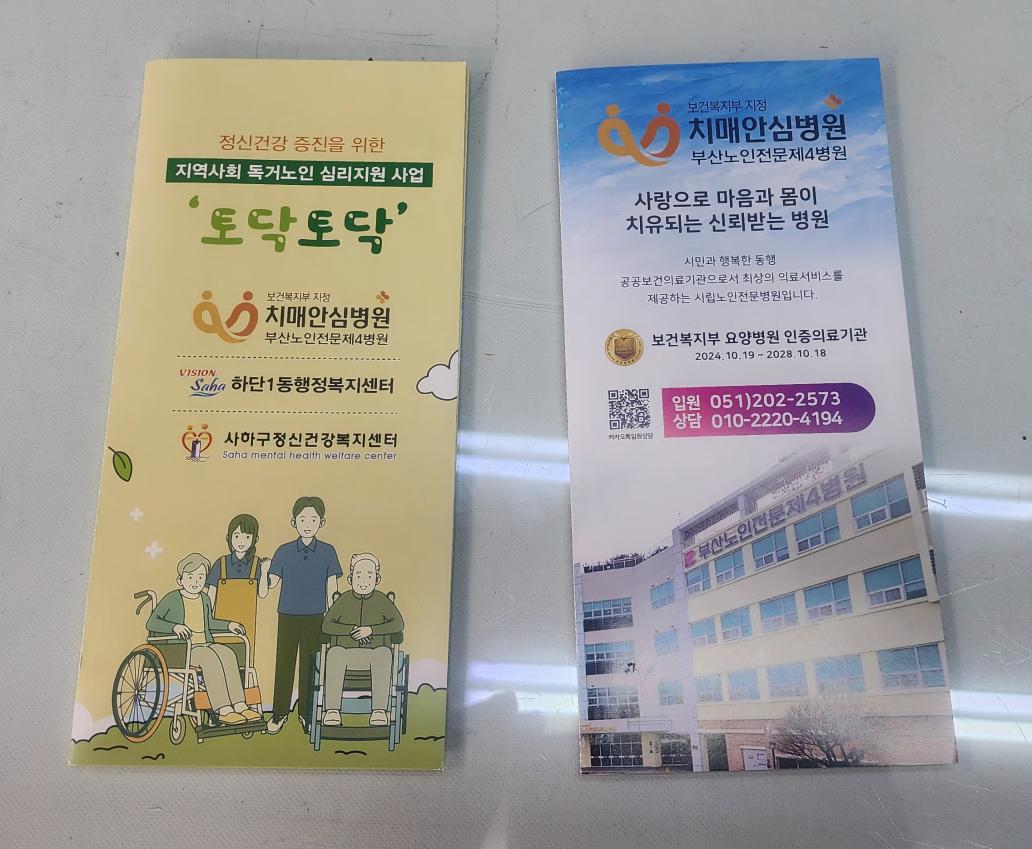 정신건강 증진을 위한
지역사회 독거노인 심리지원 사업
‘토닥토닥’
보건복지부 지정
치매안심병원
부산노인전문제4병원
VISION
Saha
하단1동행정복지센터
사하구정신건강복지센터
Saha mental health welfare center
보건복지부 지정
치매안심병원
부산노인전문제4병원
사랑으로 마음과 몸이
치유되는 신뢰받는 병원
시민과 행복한 동행
공공보건의료기관으로서 최상의 의료서비스를
제공하는 시립노인전문병원입니다.
보건복지부 요양병원 인증의료기관
2024.10.19 ~ 2028.10.18
입원 051)202-2573
상담 010-2220-4194
카카오톡입원상담
부산노인전문제4병원